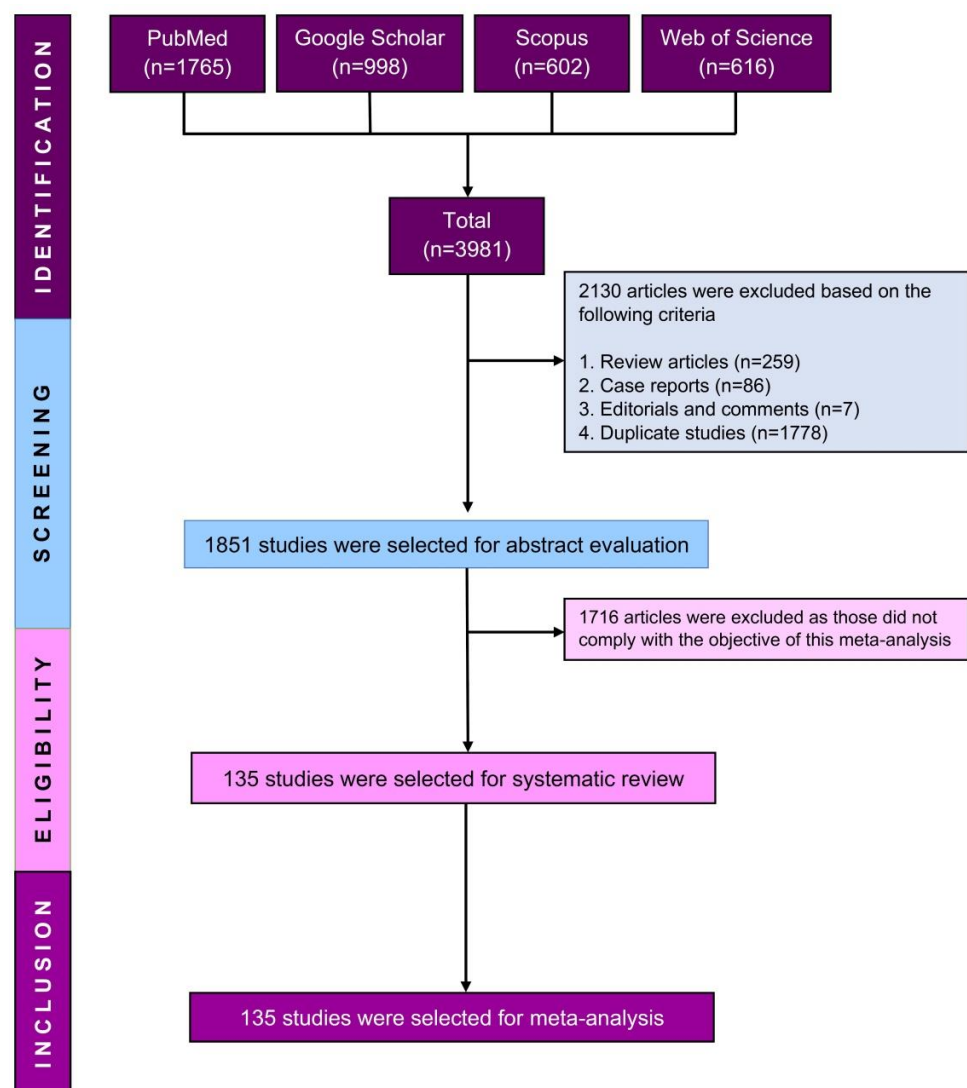 IDENTIFICATION
PubMed
(n=1765)
Google Scholar
(n=998)
Scopus
(n=602)
Web of Science
(n=616)
Total
(n=3981)
2130 articles were excluded based on the
following criteria
1. Review articles (n=259)
2. Case reports (n=86)
3. Editorials and comments (n=7)
4. Duplicate studies (n=1778)
SCREENING
1851 studies were selected for abstract evaluation
1716 articles were excluded as those did not
comply with the objective of this meta-analysis
ELIGIBILITY
135 studies were selected for systematic review
INCLUSION
135 studies were selected for meta-analysis